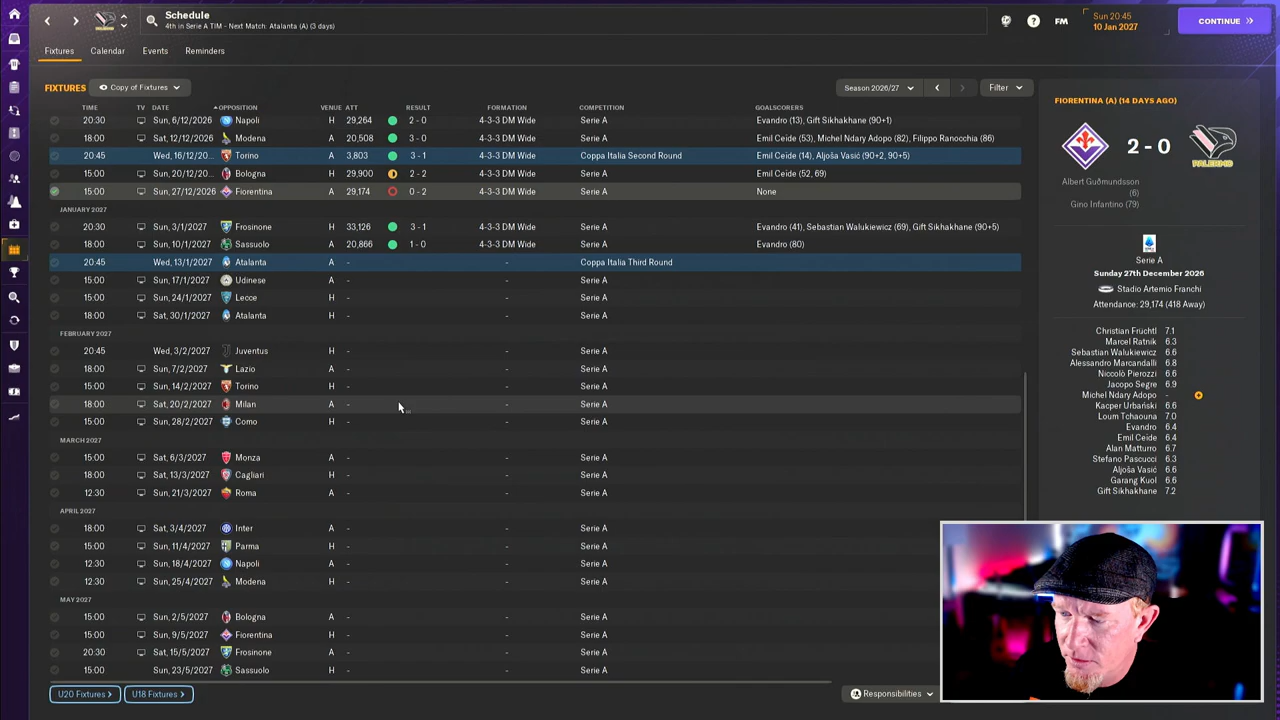 Schedule
4th in Serie A TIM - Next Match: Atalanta (A) (3 days)
FM
Sun 20:45
10 Jan 2027
CONTINUE
Fixtures Calendar Events Reminders
FIXTURES Copy of Fixtures Season 2026/27 Filter
TIME TV DATE OPPOSITION VENUE ATT RESULT FORMATION COMPETITION GOALSCORERS
20:30 Sun, 6/12/2026 Napoli H 29,264 2 - 0 4-3-3 DM Wide Serie A Evandro (13), Gift Sikhakhane (90+1)
18:00 Sat, 12/12/2026 Modena A 20,508 3 - 0 4-3-3 DM Wide Serie A Emil Ceide (53), Michel Ndary Adopo (82), Filippo Ranocchia (86)
20:45 Wed, 16/12/20... Torino A 3,803 3 - 1 4-3-3 DM Wide Coppa Italia Second Round Emil Ceide (14), Aljoša Vasić (90+2, 90+5)
15:00 Sun, 20/12/20... Bologna H 29,900 2 - 2 4-3-3 DM Wide Serie A Emil Ceide (52, 69)
15:00 Sun, 27/12/2026 Fiorentina A 29,174 0 - 2 4-3-3 DM Wide Serie A None
JANUARY 2027
20:30 Sun, 3/1/2027 Frosinone H 33,126 3 - 1 4-3-3 DM Wide Serie A Evandro (41), Sebastian Walukiewicz (69), Gift Sikhakhane (90+5)
18:00 Sun, 10/1/2027 Sassuolo A 20,866 1 - 0 4-3-3 DM Wide Serie A Evandro (80)
20:45 Wed, 13/1/2027 Atalanta A - - Coppa Italia Third Round
15:00 Sun, 17/1/2027 Udinese A - - Serie A
15:00 Sun, 24/1/2027 Lecce H - - Serie A
18:00 Sat, 30/1/2027 Atalanta H - - Serie A
FEBRUARY 2027
20:45 Wed, 3/2/2027 Juventus H - - Serie A
18:00 Sun, 7/2/2027 Lazio A - - Serie A
15:00 Sun, 14/2/2027 Torino H - - Serie A
18:00 Sat, 20/2/2027 Milan A - - Serie A
15:00 Sun, 28/2/2027 Como H - - Serie A
MARCH 2027
15:00 Sat, 6/3/2027 Monza A - - Serie A
18:00 Sat, 13/3/2027 Cagliari H - - Serie A
12:30 Sun, 21/3/2027 Roma A - - Serie A
APRIL 2027
18:00 Sat, 3/4/2027 Inter A - - Serie A
15:00 Sun, 11/4/2027 Parma H - - Serie A
12:30 Sun, 18/4/2027 Napoli A - - Serie A
12:30 Sun, 25/4/2027 Modena H - - Serie A
MAY 2027
15:00 Sun, 2/5/2027 Bologna A - - Serie A
15:00 Sun, 9/5/2027 Fiorentina H - - Serie A
20:30 Sat, 15/5/2027 Frosinone A - - Serie A
15:00 Sun, 23/5/2027 Sassuolo H - - Serie A
U20 Fixtures U18 Fixtures Responsibilities
FIORENTINA (A) (14 DAYS AGO)
2 - 0
PALERMO
Albert Guðmundsson
(6)
Gino Infantino (79)
Serie A
Sunday 27th December 2026
Stadio Artemio Franchi
Attendance: 29,174 (418 Away)
Christian Früchtl 7.1
Marcel Ratnik 6.3
Sebastian Walukiewicz 6.6
Alessandro Marcandalli 6.8
Niccolò Pierozzi 6.6
Jacopo Segre 6.9
Michel Ndary Adopo -
Kacper Urbański 6.6
Loum Tchaouna 7.0
Evandro 6.4
Emil Ceide 6.4
Alan Matturro 6.7
Stefano Pascucci 6.3
Aljoša Vasić 6.6
Garang Kuol 6.6
Gift Sikhakhane 7.2